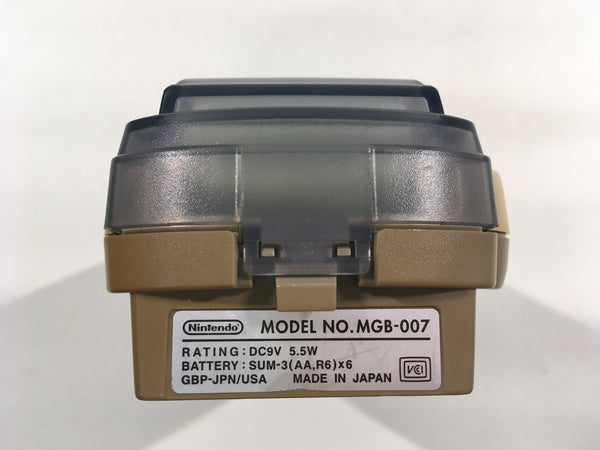 Nintendo MODEL NO. MGB-007
RATING: DC9V 5.5W
BATTERY: SUM-3(AA,R6)x6
GBP-JPN/USA MADE IN JAPAN
VCI